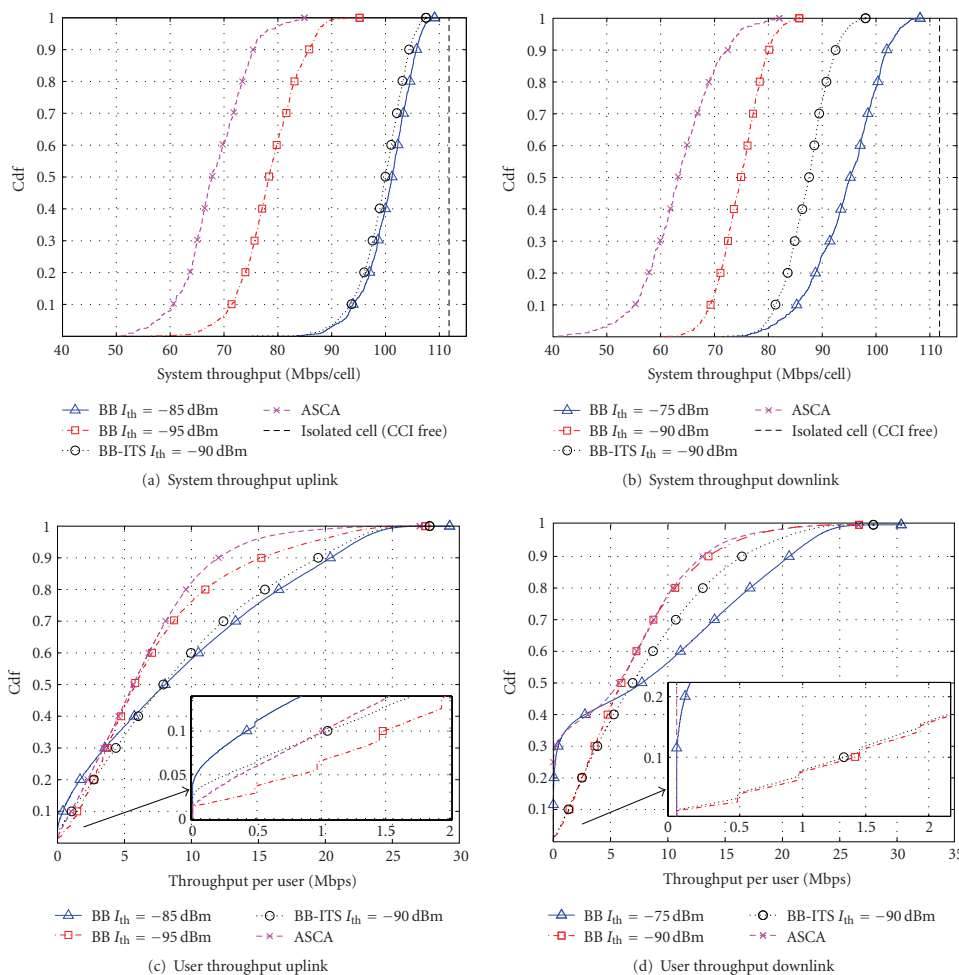 Cdf
1
0.9
0.8
0.7
0.6
0.5
0.4
0.3
0.2
0.1
40 50 60 70 80 90 100 110
System throughput (Mbps/cell)
BB Ith = −85 dBm
BB Ith = −95 dBm
BB-ITS Ith = −90 dBm
ASCA
Isolated cell (CCI free)
(a) System throughput uplink
Cdf
1
0.9
0.8
0.7
0.6
0.5
0.4
0.3
0.2
0.1
40 50 60 70 80 90 100 110
System throughput (Mbps/cell)
BB Ith = −75 dBm
BB Ith = −90 dBm
BB-ITS Ith = −90 dBm
ASCA
Isolated cell (CCI free)
(b) System throughput downlink
Cdf
1
0.9
0.8
0.7
0.6
0.5
0.4
0.3
0.2
0.1
0.1
0.05
0
0 0.5 1 1.5 2
0 5 10 15 20 25 30
Throughput per user (Mbps)
BB Ith = −85 dBm
BB Ith = −95 dBm
BB-ITS Ith = −90 dBm
ASCA
(c) User throughput uplink
Cdf
1
0.9
0.8
0.7
0.6
0.5
0.4
0.3
0.2
0.1
0.2
0.1
0 0.5 1 1.5 2
0 5 10 15 20 25 30 35
Throughput per user (Mbps)
BB Ith = −75 dBm
BB Ith = −90 dBm
BB-ITS Ith = −90 dBm
ASCA
(d) User throughput downlink